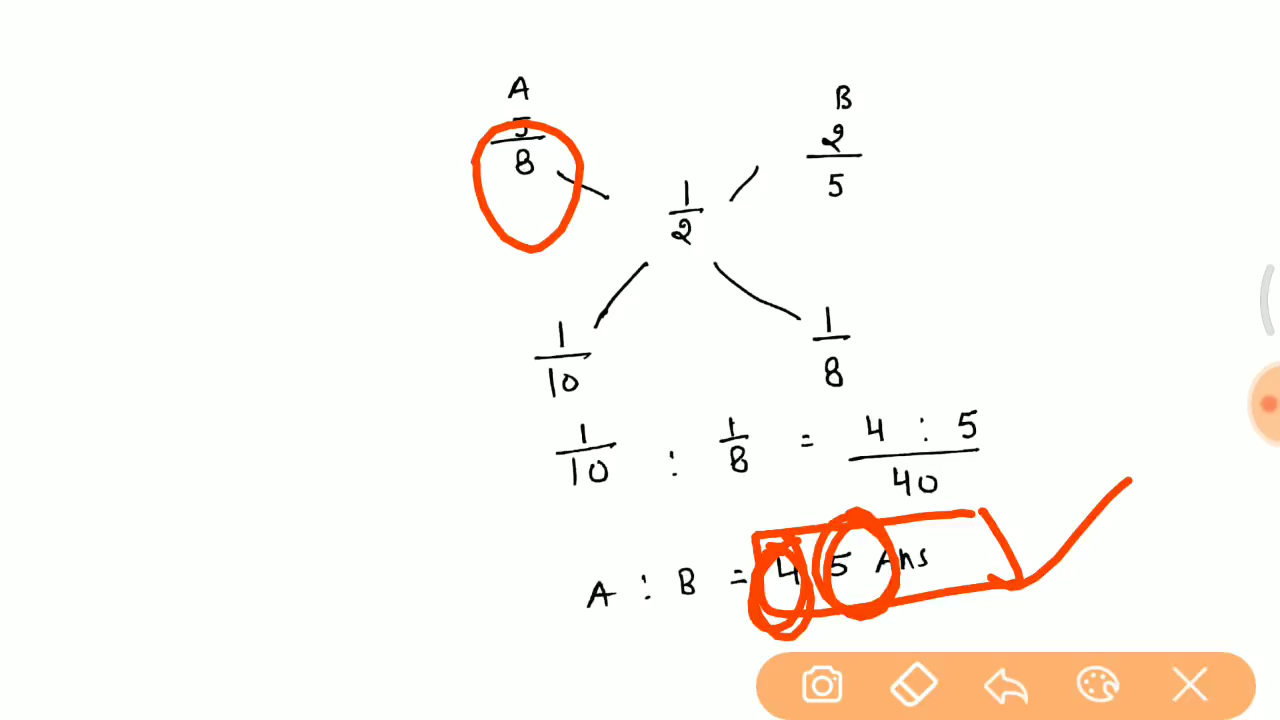 A B
5/8 2/5
1/2
1/10 1/8
1/10 : 1/8 = 4 : 5/40
A : B = 4 5 Ans